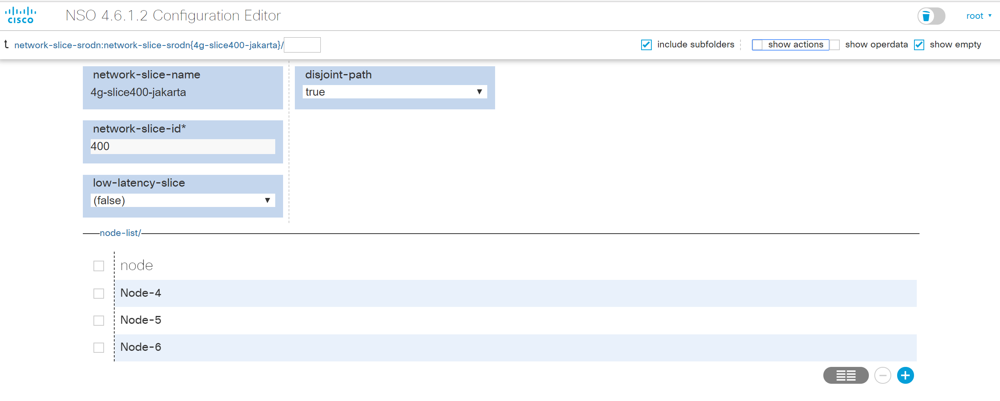 CISCO
NSO 4.6.1.2 Configuration Editor
root
network-slice-srodn:network-slice-srodn{4g-slice400-jakarta}/
include subfolders
show actions
show operdata
show empty
network-slice-name
4g-slice400-jakarta
disjoint-path
true
network-slice-id*
400
low-latency-slice
(false)
node-list/
node
Node-4
Node-5
Node-6